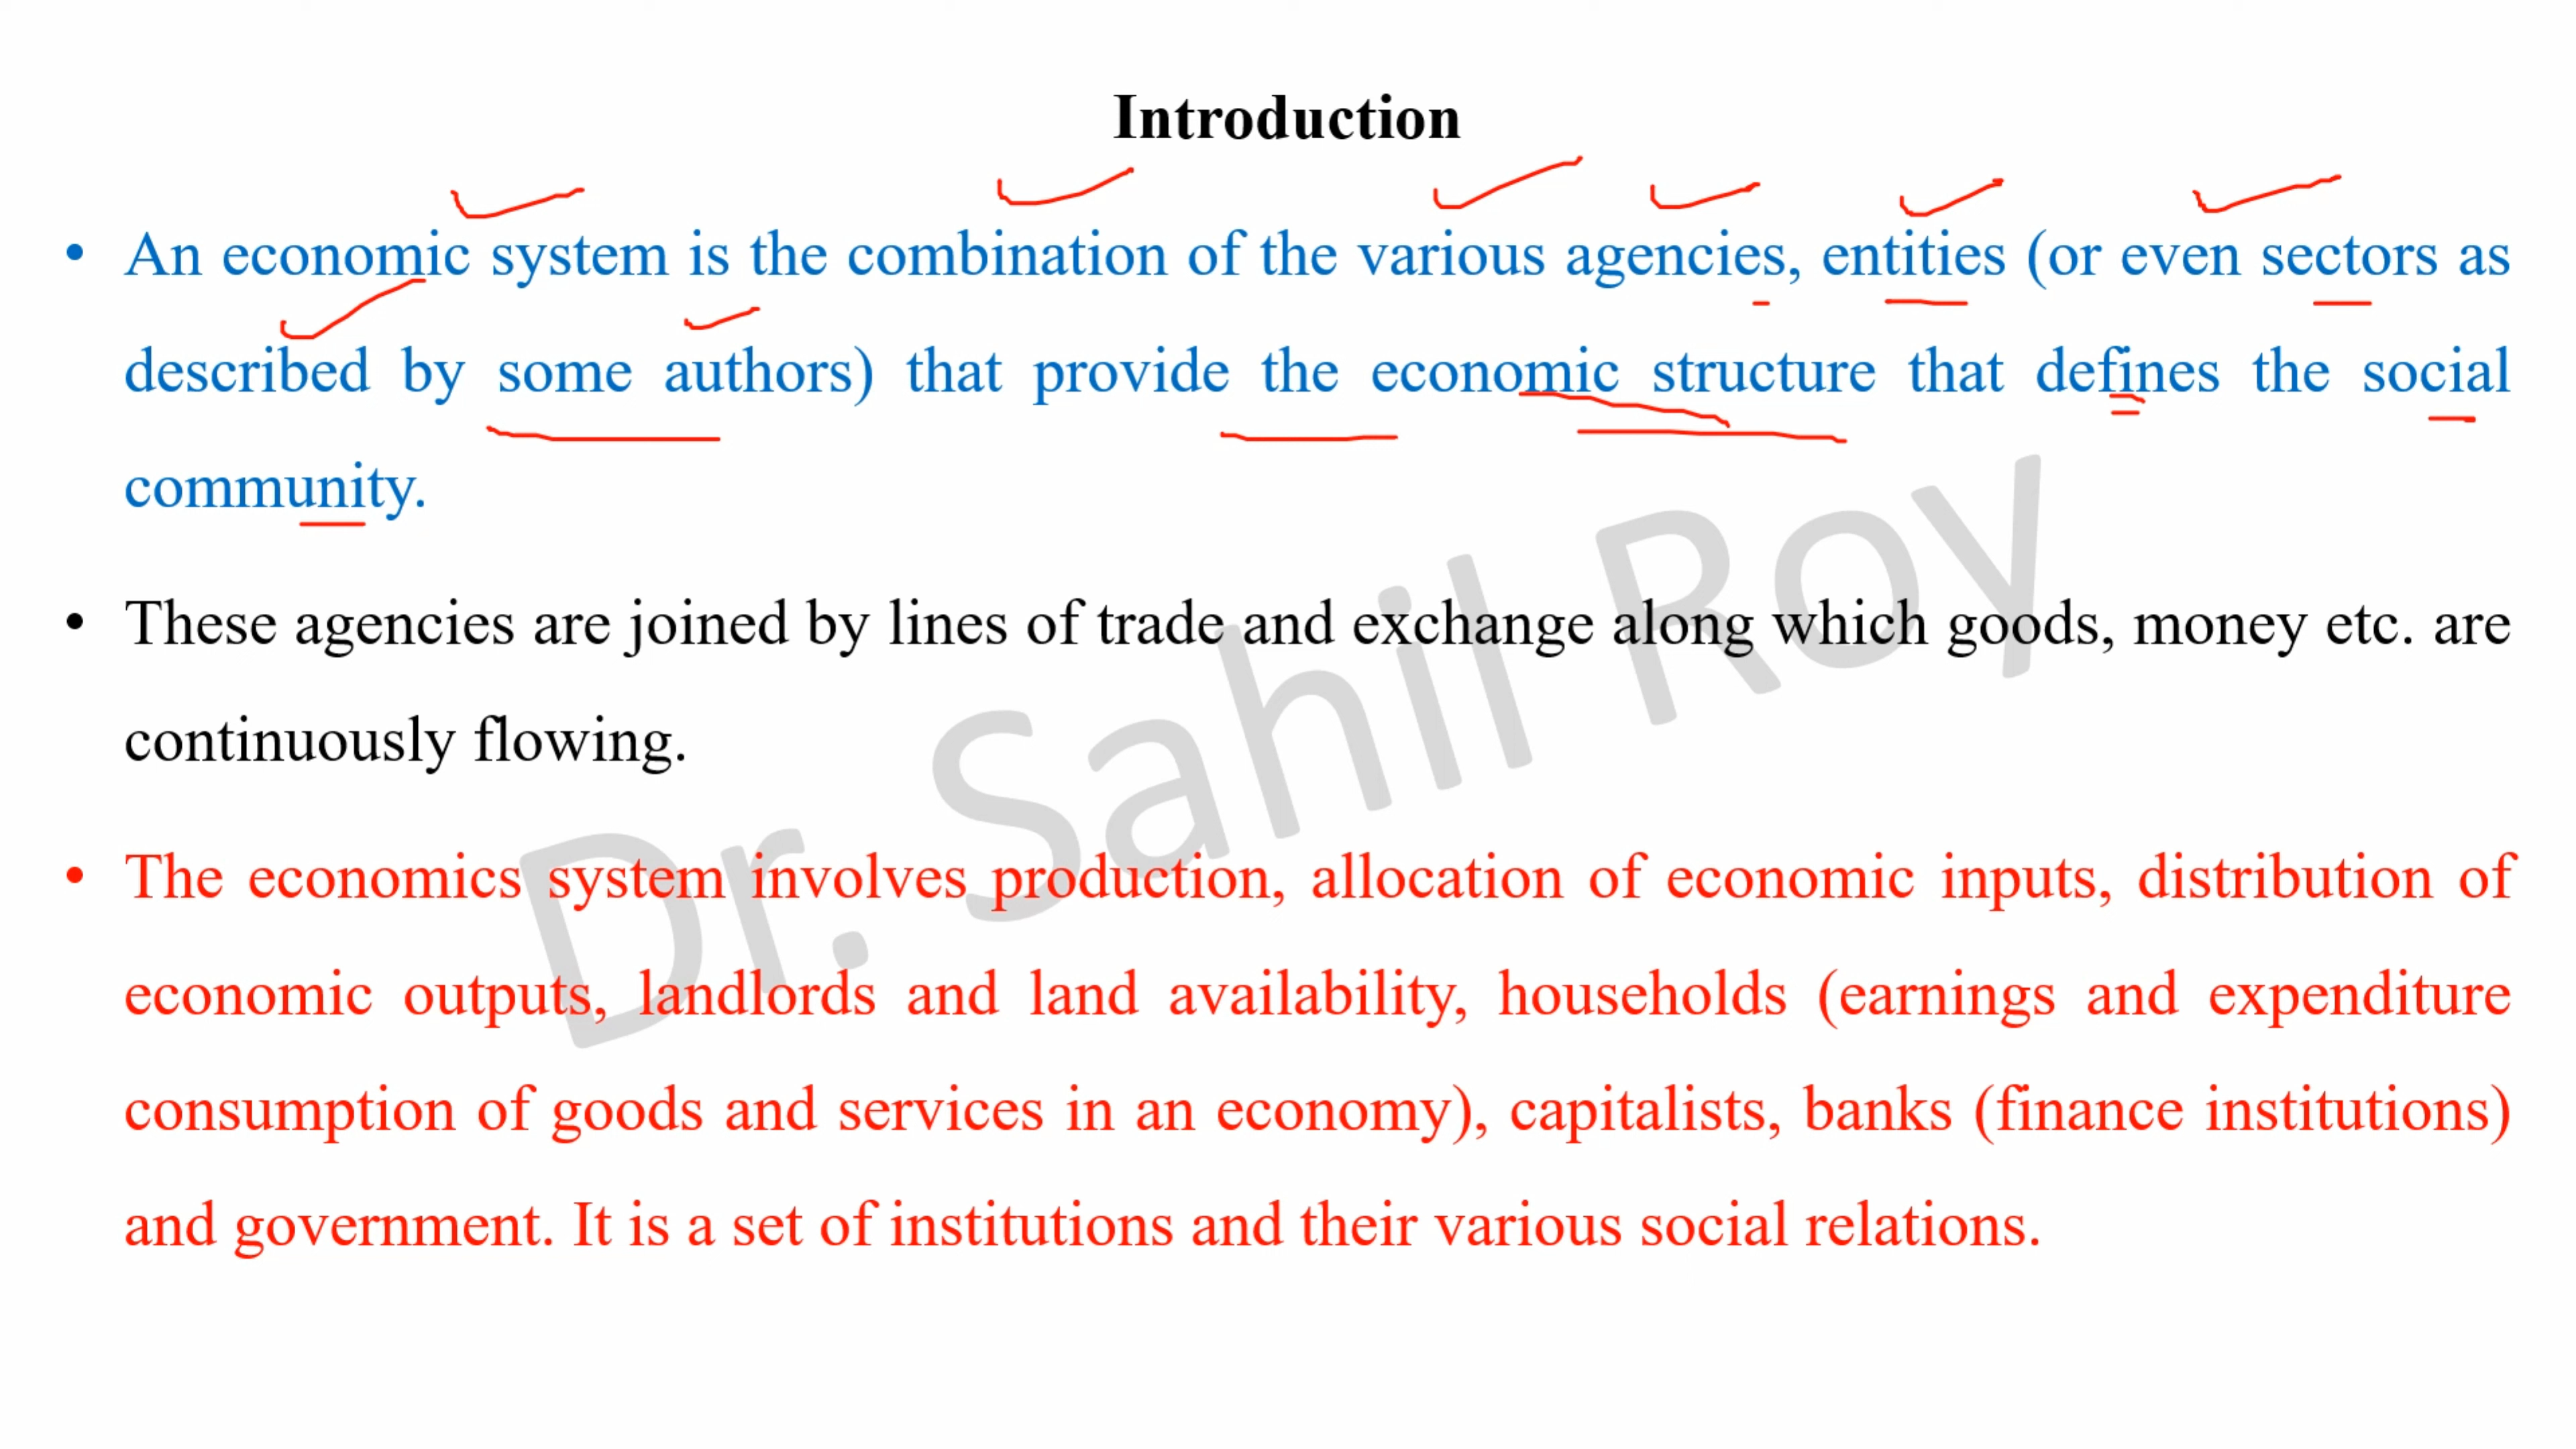 Introduction
• An economic system is the combination of the various agencies, entities (or even sectors as
described by some authors) that provide the economic structure that defines the social
community.
• These agencies are joined by lines of trade and exchange along which goods, money etc. are
continuously flowing.
• The economics system involves production, allocation of economic inputs, distribution of
economic outputs, landlords and land availability, households (earnings and expenditure
consumption of goods and services in an economy), capitalists, banks (finance institutions)
and government. It is a set of institutions and their various social relations.
Dr. Sahil Roy